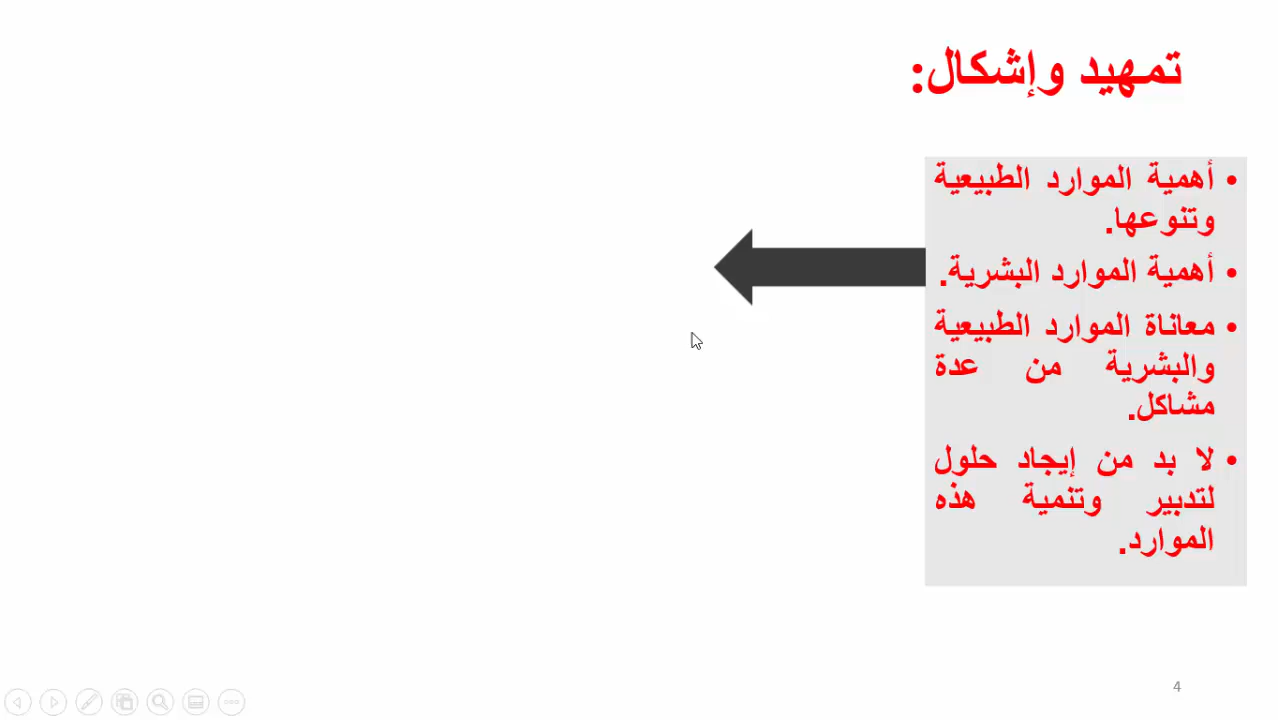 تمهيد وإشكال:
• أهمية الموارد الطبيعية
وتنوعها.
• أهمية الموارد البشرية.
• معاناة الموارد الطبيعية
والبشرية من عدة
مشاكل.
• لا بد من إيجاد حلول
لتدبير وتنمية هذه
الموارد.
4